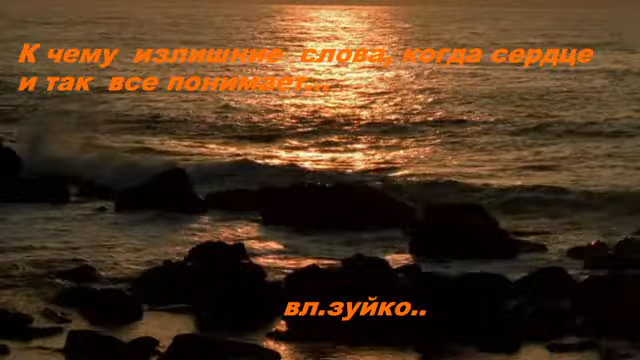 К чему излишние слова, когда сердце
и так все понимает...
вл.зуйко..